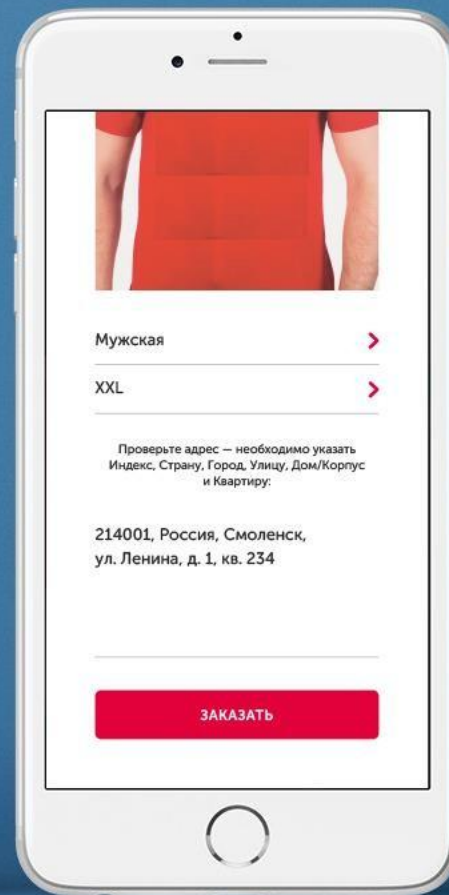 Мужская
XXL
Проверьте адрес — необходимо указать
Индекс, Страну, Город, Улицу, Дом/Корпус
и Квартиру:
214001, Россия, Смоленск,
ул. Ленина, д. 1, кв. 234
ЗАКАЗАТЬ